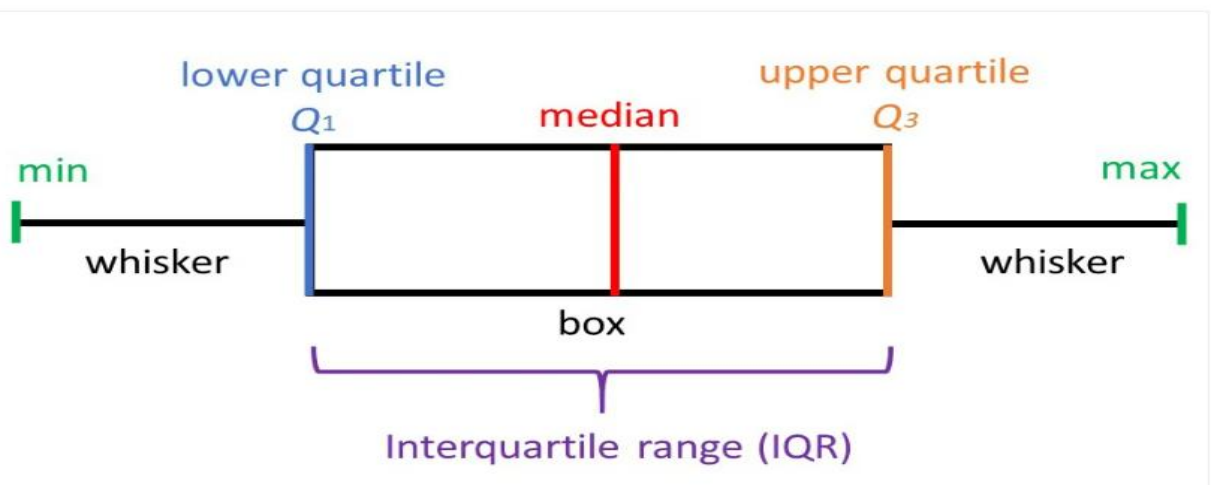 lower quartile
Q1
median
upper quartile
Q3
min
max
whisker
whisker
box
Interquartile range (IQR)